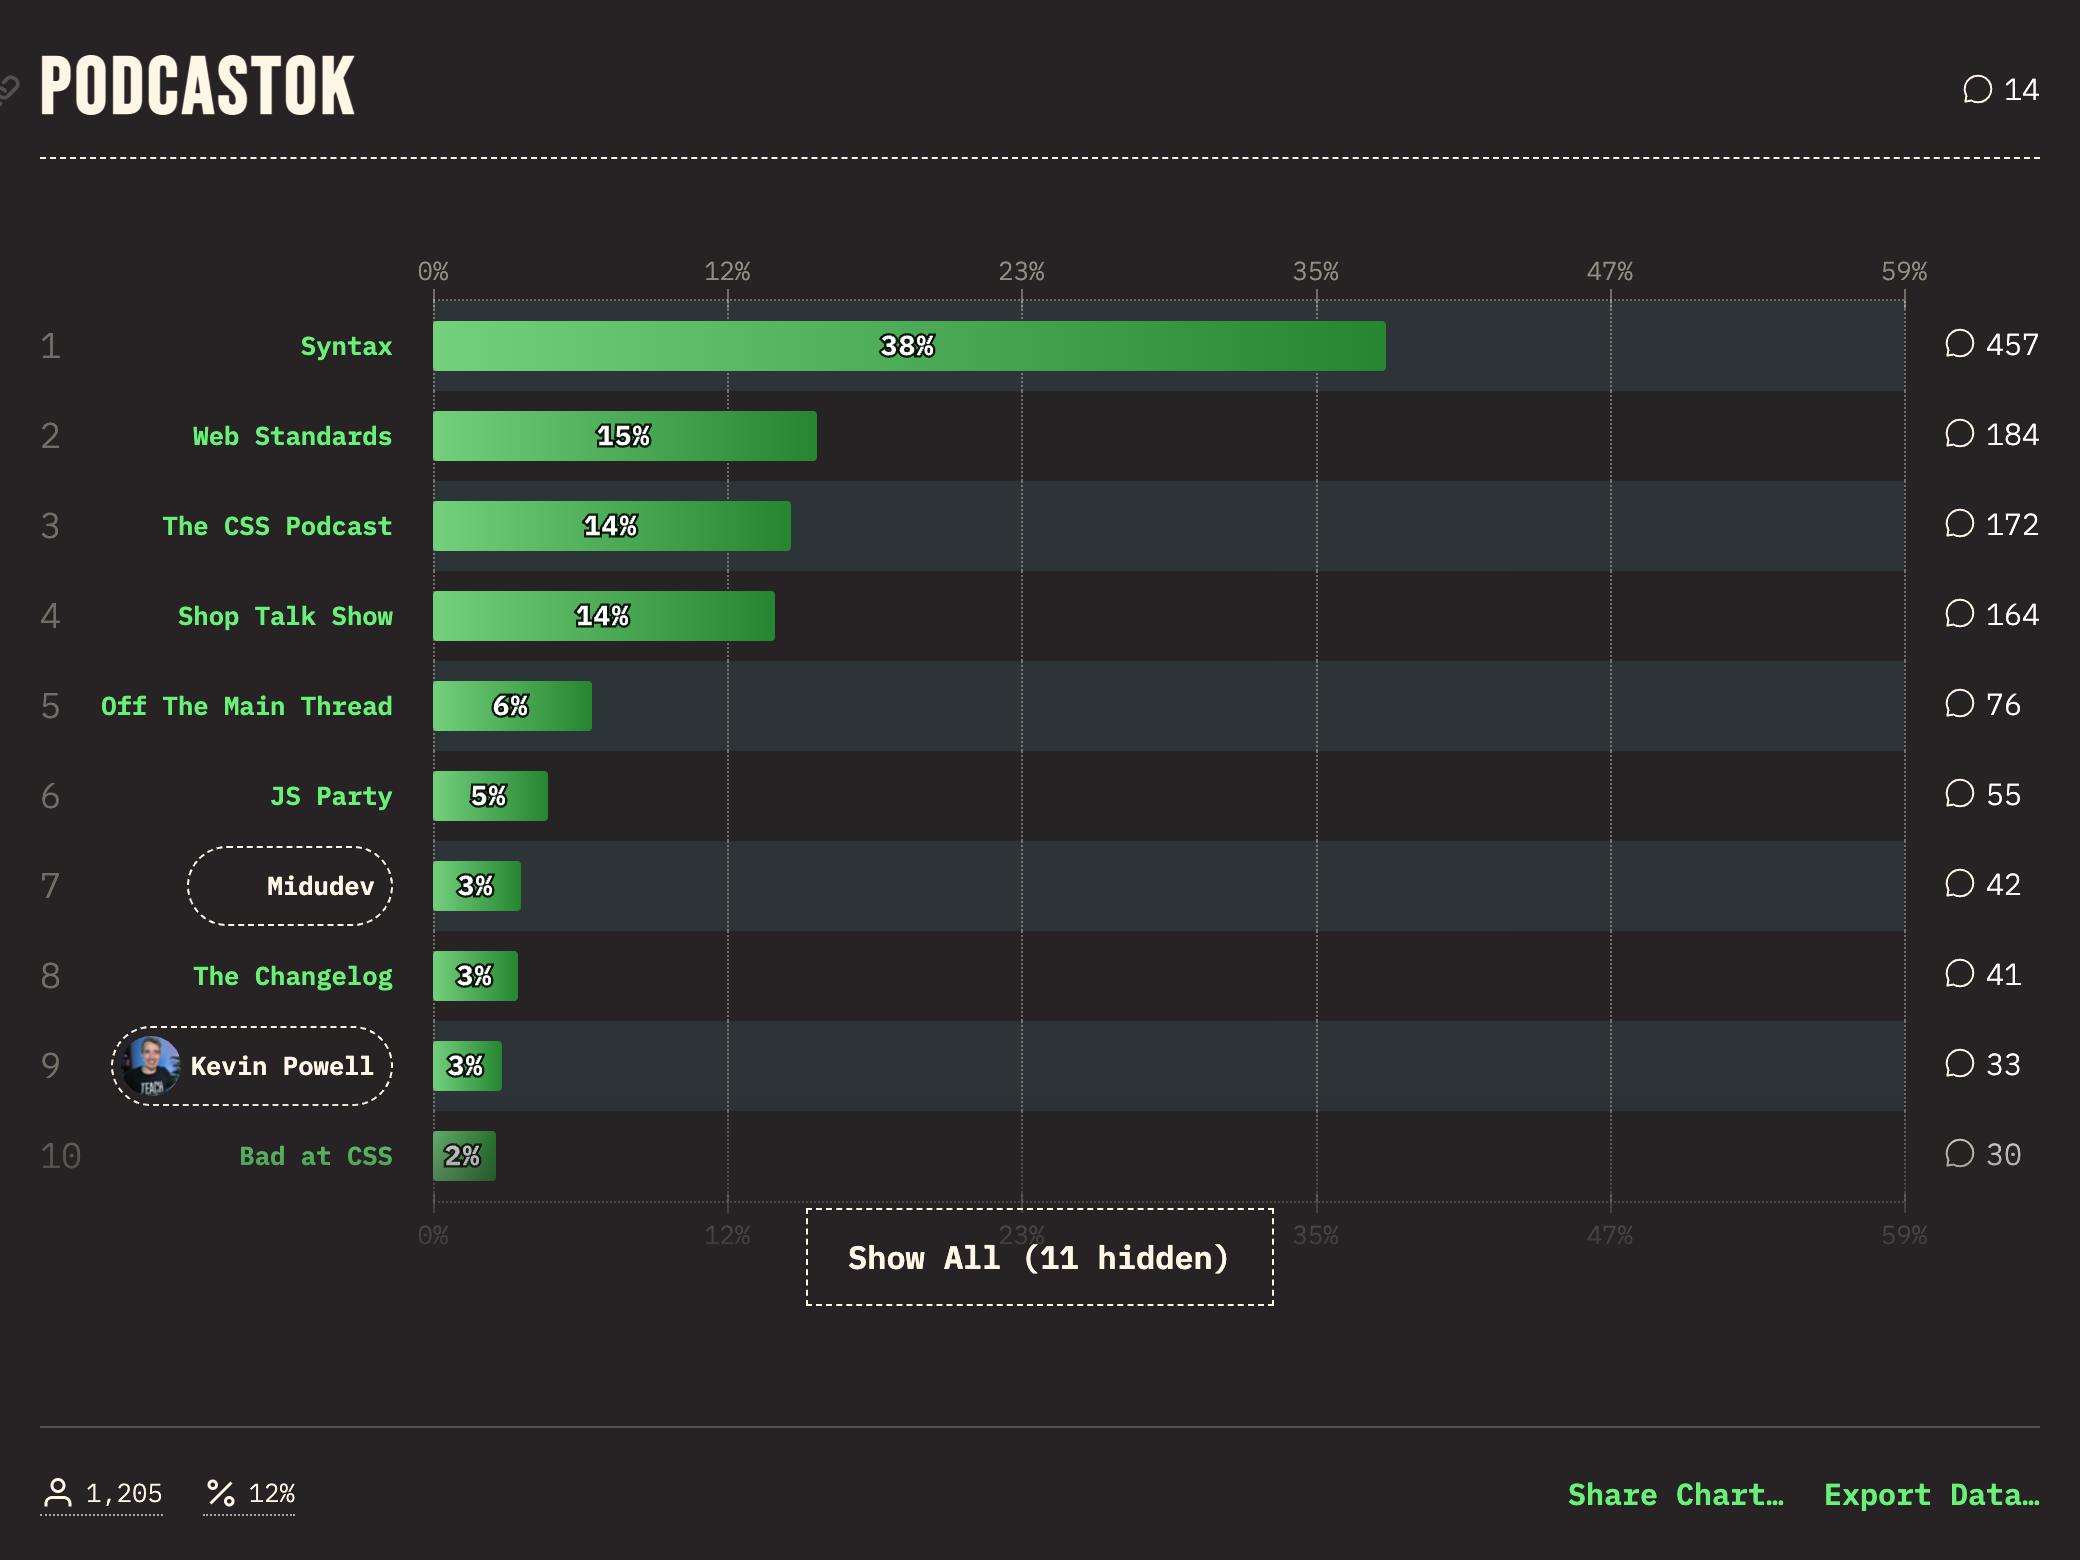 PODCASTOK
14
0% 12% 23% 35% 47% 59%
1 Syntax 38% 457
2 Web Standards 15% 184
3 The CSS Podcast 14% 172
4 Shop Talk Show 14% 164
5 Off The Main Thread 6% 76
6 JS Party 5% 55
7 Midudev 3% 42
8 The Changelog 3% 41
9 TEACH Kevin Powell 3% 33
10 Bad at CSS 2% 30
0% 12% 23% 35% 47% 59%
Show All (11 hidden)
1,205 % 12% Share Chart… Export Data…